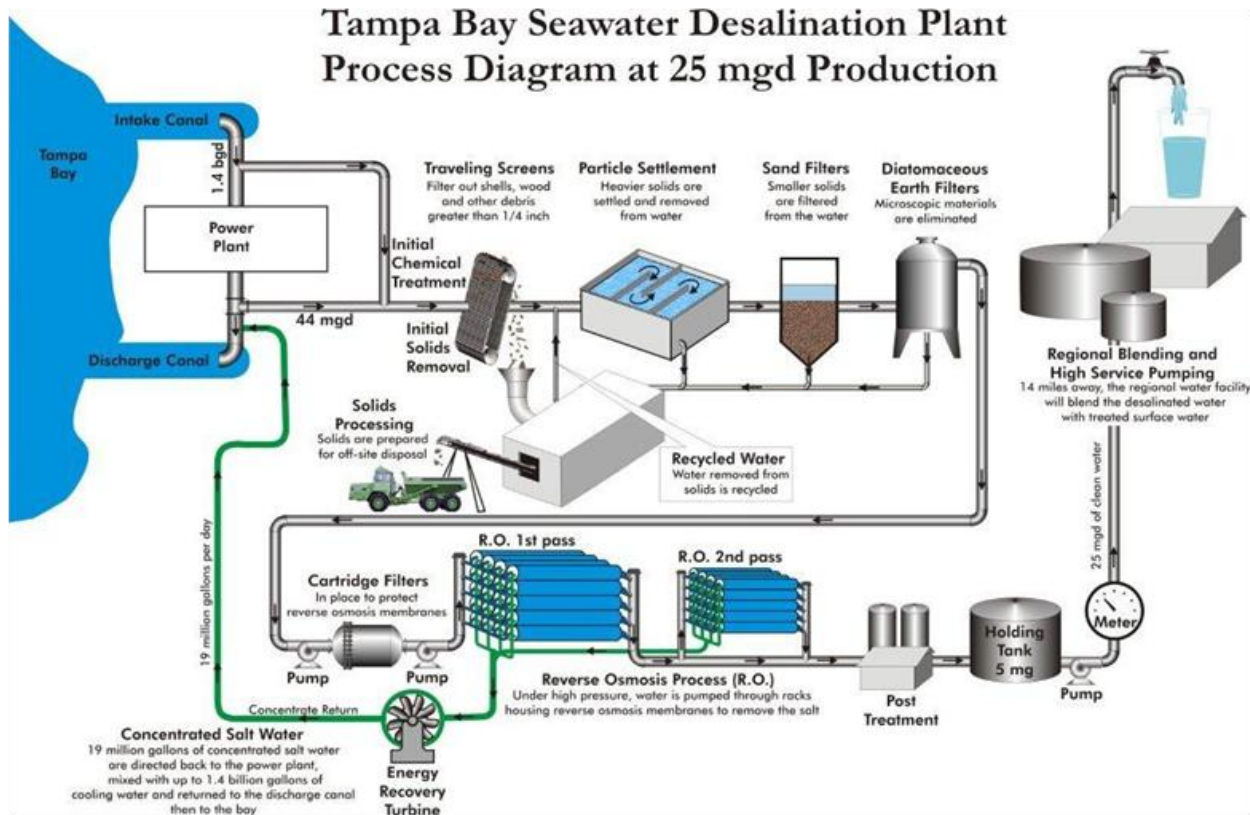 Tampa Bay Seawater Desalination Plant
Process Diagram at 25 mgd Production
Intake Canal
Tampa
Bay
1.4 bgd
Power
Plant
Discharge Canal
44 mgd
Initial
Chemical
Treatment
Initial
Solids
Removal
Traveling Screens
Filter out shells, wood
and other debris
greater than 1/4 inch
Particle Settlement
Heavier solids are
settled and removed
from water
Sand Filters
Smaller solids
are filtered
from the water
Diatomaceous
Earth Filters
Microscopic materials
are eliminated
Regional Blending and
High Service Pumping
14 miles away, the regional water facility
will blend the desalinated water
with treated surface water
Solids
Processing
Solids are prepared
for off-site disposal
Recycled Water
Water removed from
solids is recycled
19 million gallons per day
Cartridge Filters
In place to protect
reverse osmosis membranes
Pump
Pump
R.O. 1st pass
R.O. 2nd pass
Reverse Osmosis Process (R.O.)
Under high pressure, water is pumped through racks
housing reverse osmosis membranes to remove the salt
Post
Treatment
Holding
Tank
5 mg
Pump
Meter
25 mgd of clean water
Concentrate Return
Concentrated Salt Water
19 million gallons of concentrated salt water
are directed back to the power plant,
mixed with up to 1.4 billion gallons of
cooling water and returned to the discharge canal
then to the bay
Energy
Recovery
Turbine